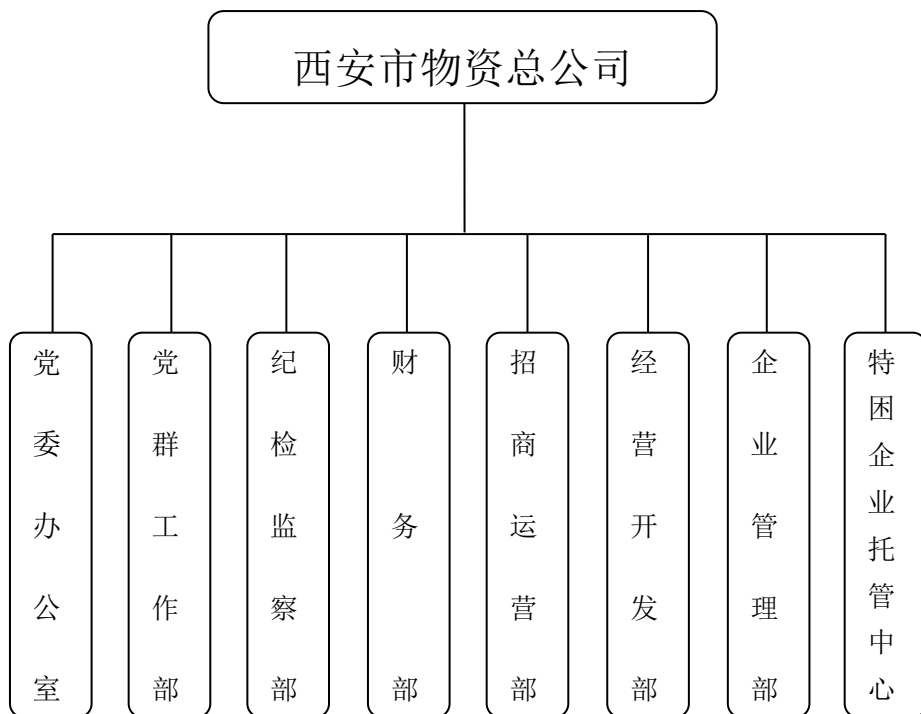 西安市物资总公司
党委办公室
党群工作部
纪检监察部
财务部
招商运营部
经营开发部
企业管理部
特困企业托管中心